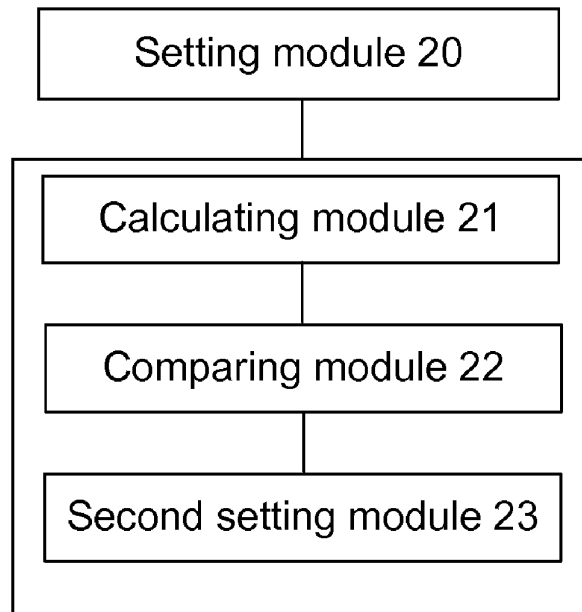 Setting module 20
Calculating module 21
Comparing module 22
Second setting module 23